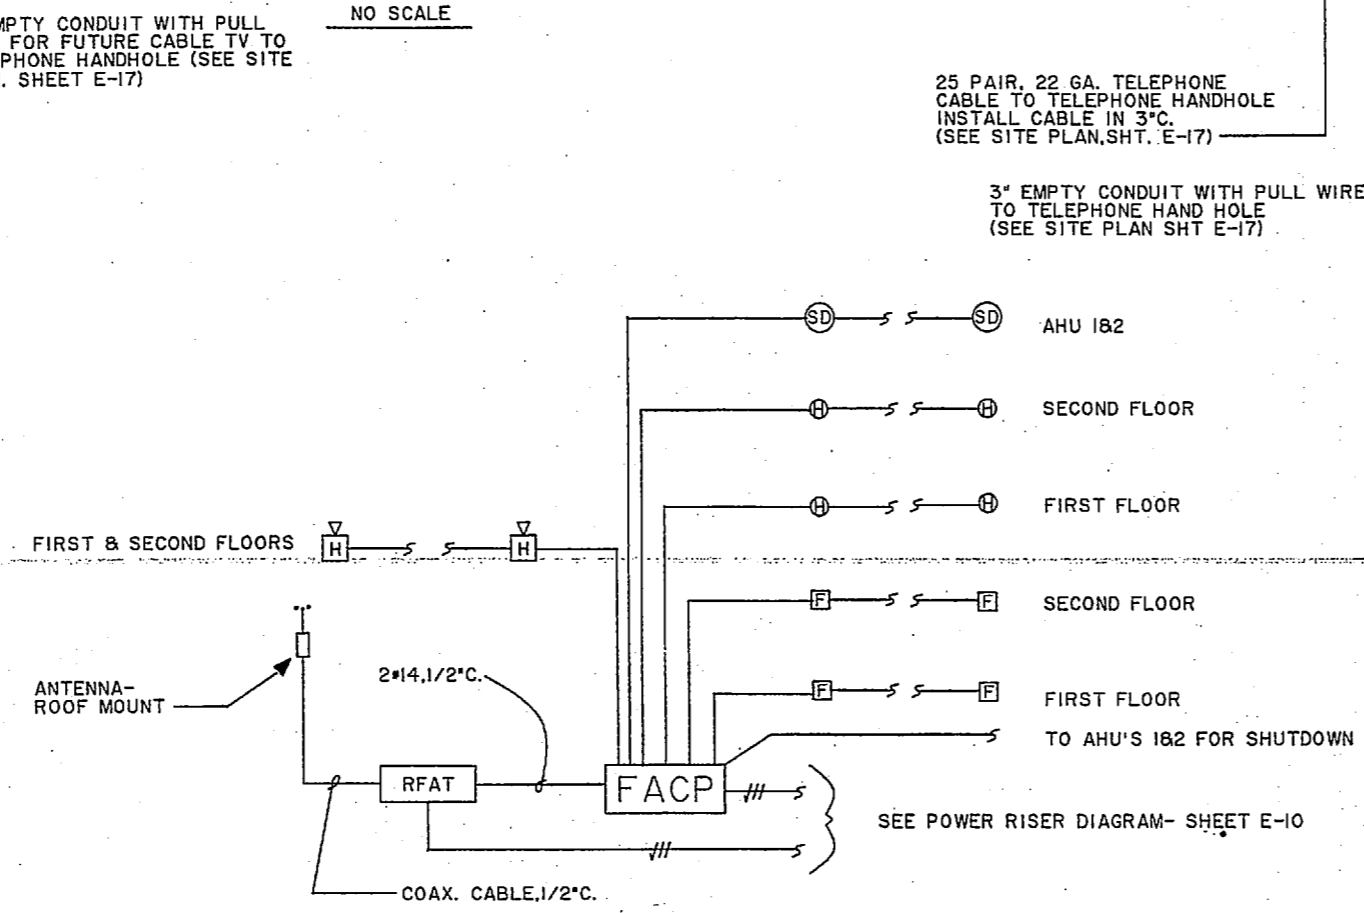 MPTY CONDUIT WITH PULL
FOR FUTURE CABLE TV TO
PHONE HANDHOLE (SEE SITE
. SHEET E-17)
NO SCALE
25 PAIR, 22 GA. TELEPHONE
CABLE TO TELEPHONE HANDHOLE
INSTALL CABLE IN 3"C.
(SEE SITE PLAN,SHT. E-17)
3" EMPTY CONDUIT WITH PULL WIRE
TO TELEPHONE HAND HOLE
(SEE SITE PLAN SHT E-17)
SD SD AHU 1&2
H H SECOND FLOOR
H H FIRST FLOOR
FIRST & SECOND FLOORS H H
F F SECOND FLOOR
ANTENNA-
ROOF MOUNT
2#14,1/2"C.
F F FIRST FLOOR
TO AHU'S 1&2 FOR SHUTDOWN
RFAT
FACP
SEE POWER RISER DIAGRAM- SHEET E-10
COAX. CABLE,1/2"C.